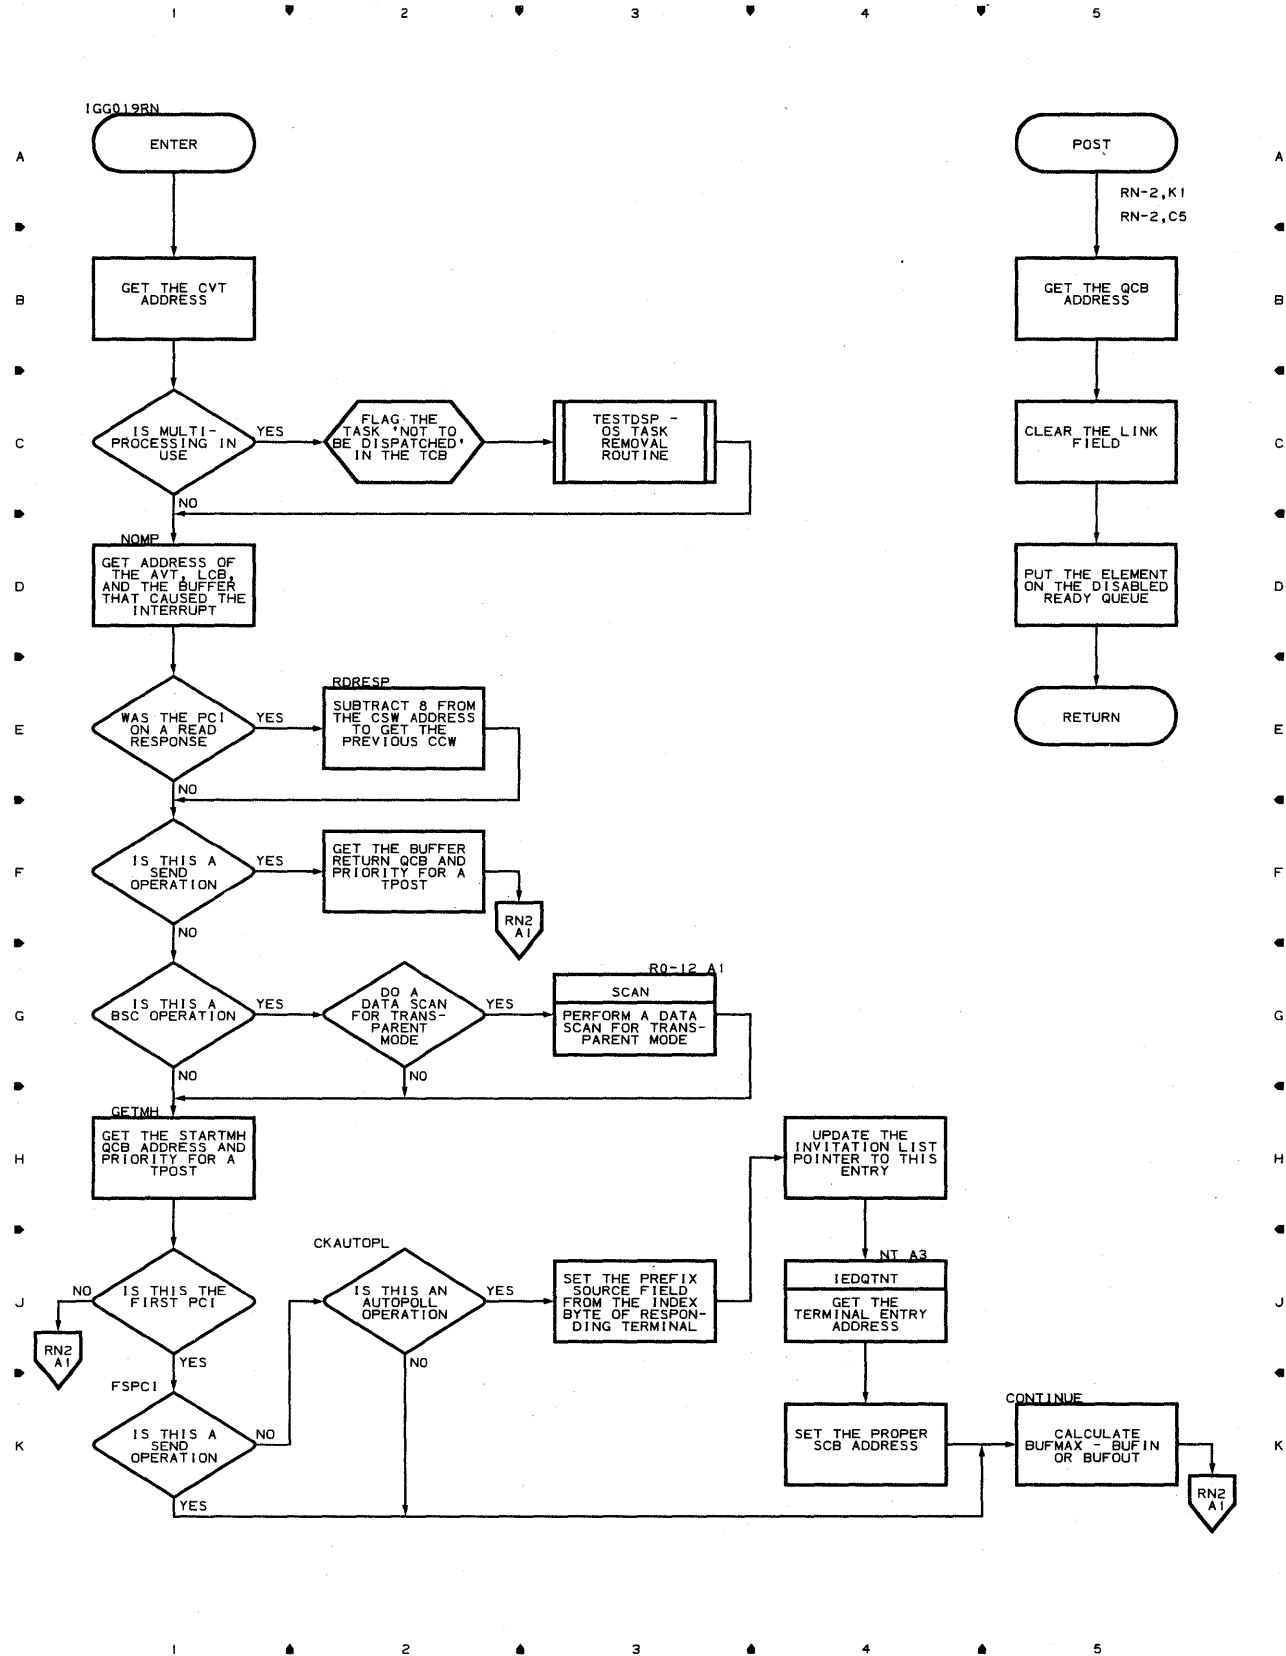 1 2 3 4 5
IGG019RN
ENTER
POST
A A
RN-2,K1
RN-2,C5
GET THE CVT
ADDRESS
GET THE QCB
ADDRESS
B B
IS MULTI-
PROCESSING IN
USE
YES
NO
FLAG THE
TASK 'NOT TO
BE DISPATCHED'
IN THE TCB
TESTDSP -
OS TASK
REMOVAL
ROUTINE
CLEAR THE LINK
FIELD
C C
NOMP
GET ADDRESS OF
THE AVT, LCB,
AND THE BUFFER
THAT CAUSED THE
INTERRUPT
PUT THE ELEMENT
ON THE DISABLED
READY QUEUE
D D
WAS THE PCI
ON A READ
RESPONSE
YES
NO
RDRESP
SUBTRACT 8 FROM
THE CSW ADDRESS
TO GET THE
PREVIOUS CCW
RETURN
E E
IS THIS A
SEND
OPERATION
YES
NO
GET THE BUFFER
RETURN QCB AND
PRIORITY FOR A
TPOST
RN2
A1
F F
IS THIS A
BSC OPERATION
YES
NO
DO A
DATA SCAN
FOR TRANS-
PARENT
MODE
YES
NO
RO-12 A1
SCAN
PERFORM A DATA
SCAN FOR TRANS-
PARENT MODE
G G
GETMH
GET THE STARTMH
QCB ADDRESS AND
PRIORITY FOR A
TPOST
UPDATE THE
INVITATION LIST
POINTER TO THIS
ENTRY
H H
IS THIS THE
FIRST PCI
NO
YES
RN2
A1
CKAUTOPL
IS THIS AN
AUTOPOLL
OPERATION
YES
NO
SET THE PREFIX
SOURCE FIELD
FROM THE INDEX
BYTE OF RESPON-
DING TERMINAL
NT A3
IEDQTNT
GET THE
TERMINAL ENTRY
ADDRESS
J J
FSPCI
IS THIS A
SEND
OPERATION
NO
YES
SET THE PROPER
SCB ADDRESS
CONTINUE
CALCULATE
BUFMAX - BUFIN
OR BUFOUT
RN2
A1
K K
1 2 3 4 5